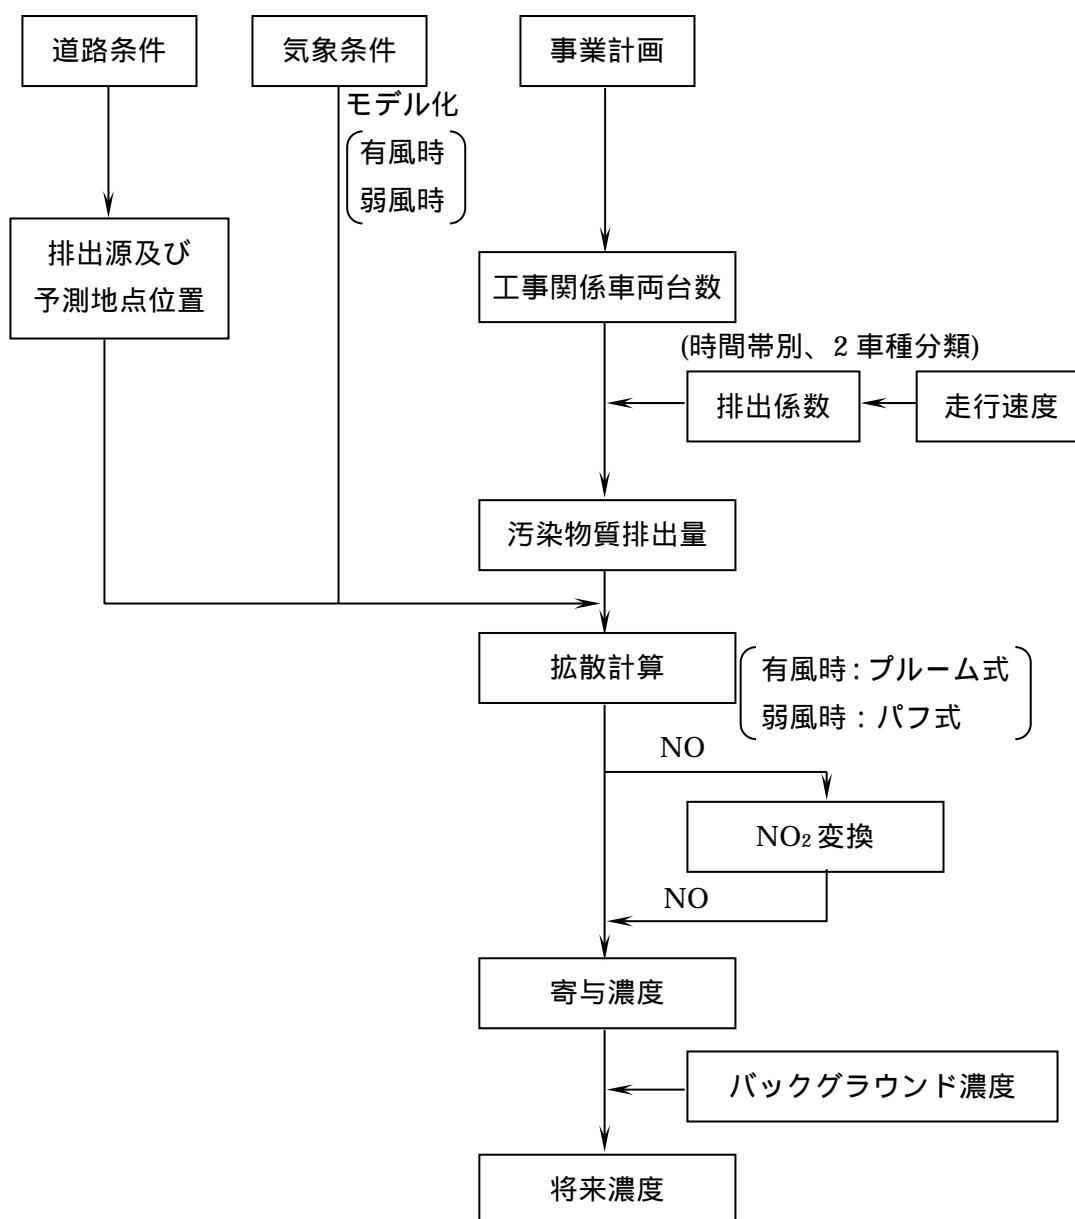 道路条件
気象条件
事業計画
モデル化
有風時
弱風時
排出源及び
予測地点位置
工事関係車両台数
(時間帯別、2 車種分類)
排出係数
走行速度
汚染物質排出量
拡散計算
有風時 : プルーム式
弱風時 : パフ式
NO
NO₂ 変換
NO
寄与濃度
バックグラウンド濃度
将来濃度